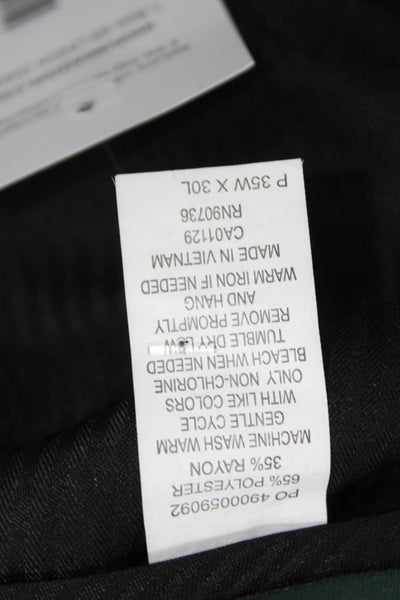 PO 4900059092
65% POLYESTER
35% RAYON
MACHINE WASH WARM
GENTLE CYCLE
WITH LIKE COLORS
ONLY NON-CHLORINE
BLEACH WHEN NEEDED
TUMBLE DRY LOW
REMOVE PROMPTLY
AND HANG
WARM IRON IF NEEDED
MADE IN VIETNAM
CA01129
RN90736
P 35W X 30L